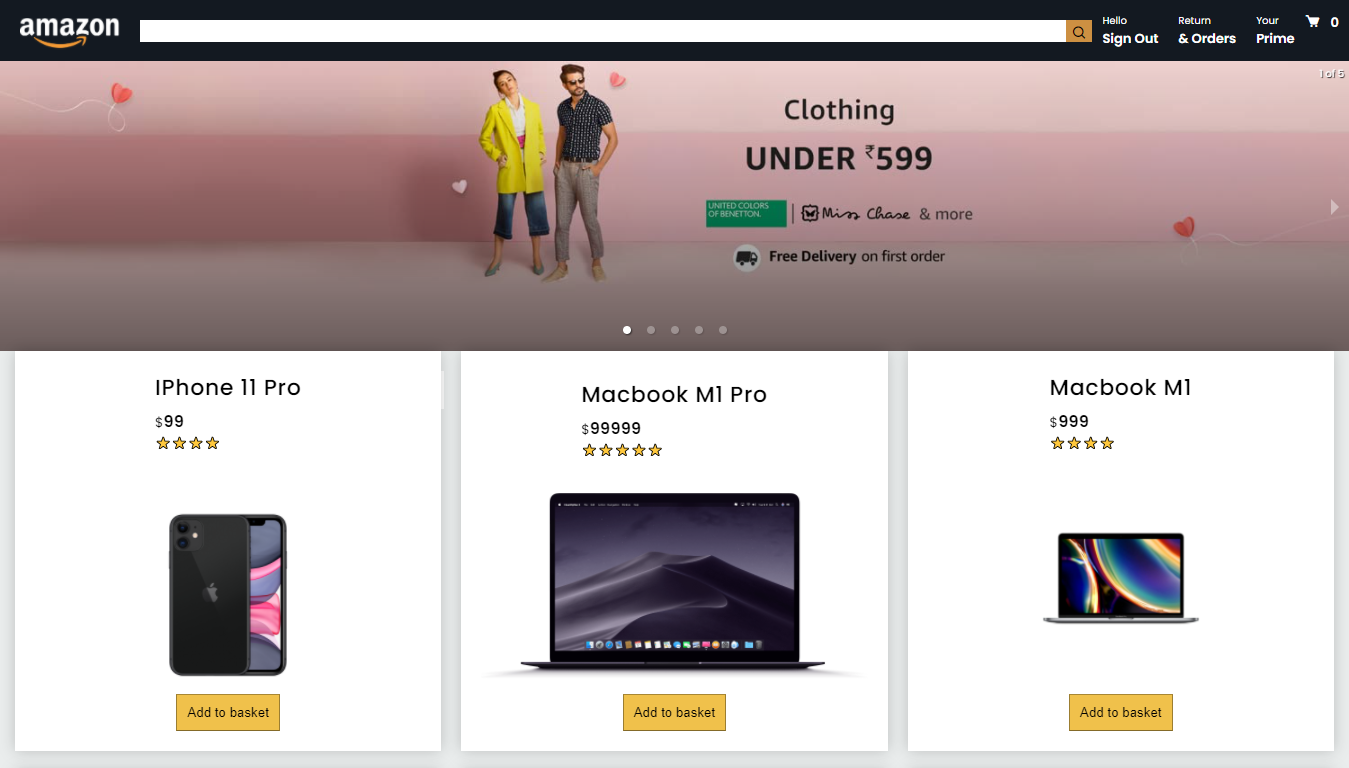 amazon
Hello
Sign Out
Return
& Orders
Your
Prime
0
1 of 5
Clothing
UNDER ₹599
UNITED COLORS
OF BENETTON.
Miss Chase & more
Free Delivery on first order
IPhone 11 Pro
$99
Macbook M1 Pro
$99999
Macbook M1
$999
Add to basket
Add to basket
Add to basket